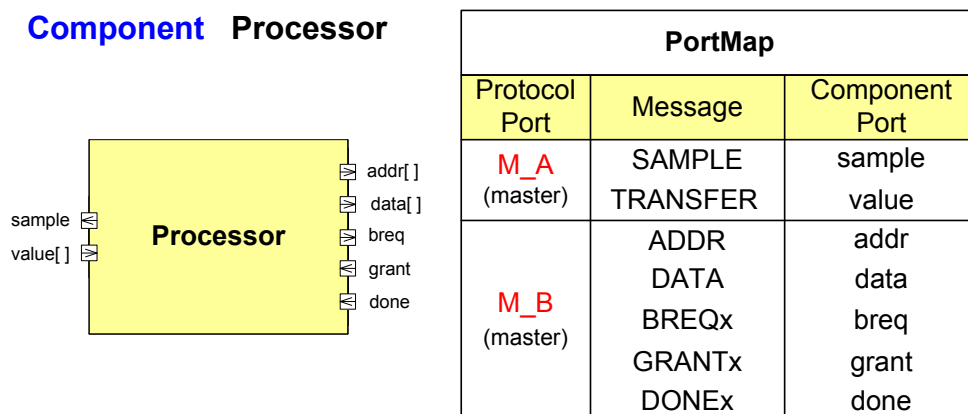 Component Processor
sample
value[ ]
Processor
addr[ ]
data[ ]
breq
grant
done
PortMap
Protocol Port Message Component Port
M_A (master)
SAMPLE sample
TRANSFER value
M_B (master)
ADDR addr
DATA data
BREQx breq
GRANTx grant
DONEx done